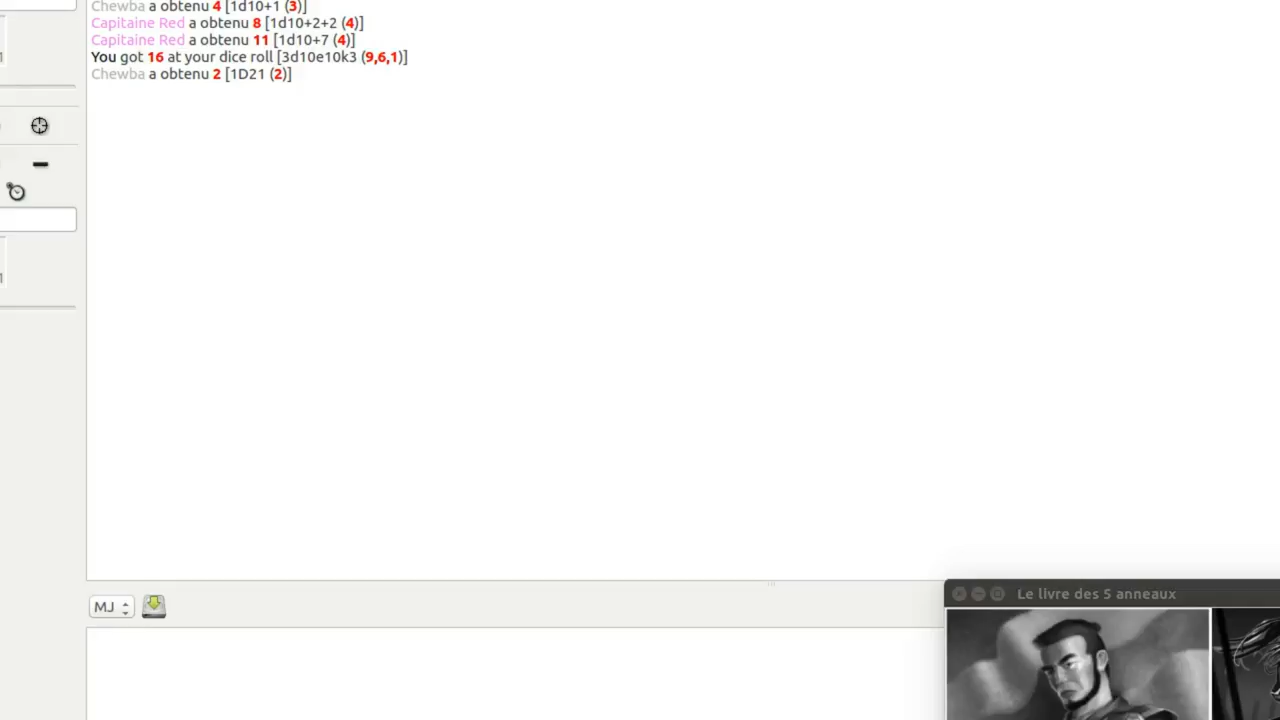 Chewba a obtenu 4 [1d10+1 (3)]
Capitaine Red a obtenu 8 [1d10+2+2 (4)]
Capitaine Red a obtenu 11 [1d10+7 (4)]
You got 16 at your dice roll [3d10e10k3 (9,6,1)]
Chewba a obtenu 2 [1D21 (2)]
MJ
Le livre des 5 anneaux